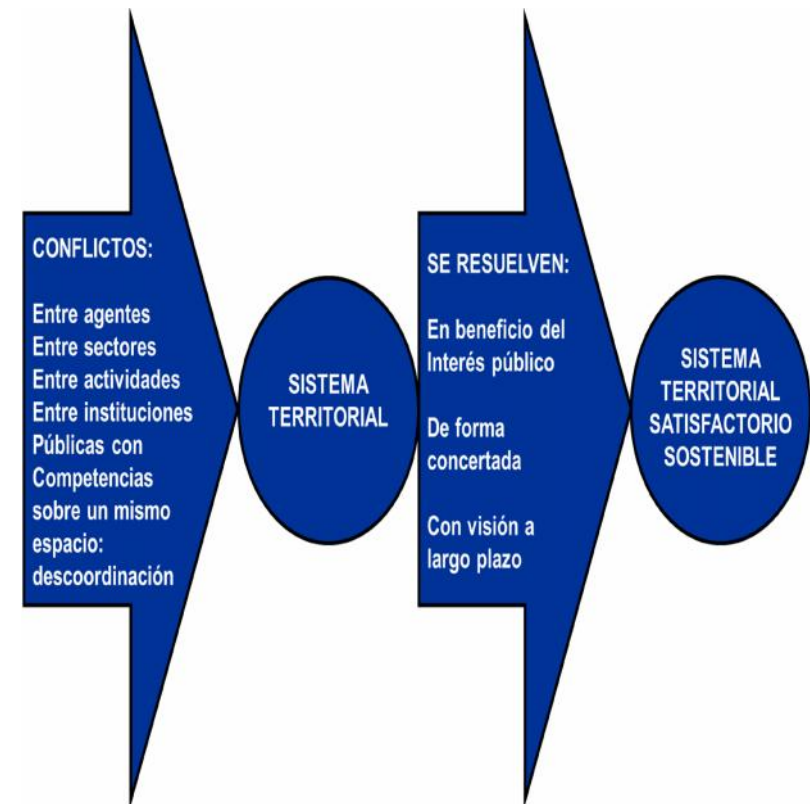 CONFLICTOS:
Entre agentes
Entre sectores
Entre actividades
Entre instituciones
Públicas con
Competencias
sobre un mismo
espacio:
descoordinación
SISTEMA
TERRITORIAL
SE RESUELVEN:
En beneficio del
Interés público
De forma
concertada
Con visión a
largo plazo
SISTEMA
TERRITORIAL
SATISFACTORIO
SOSTENIBLE